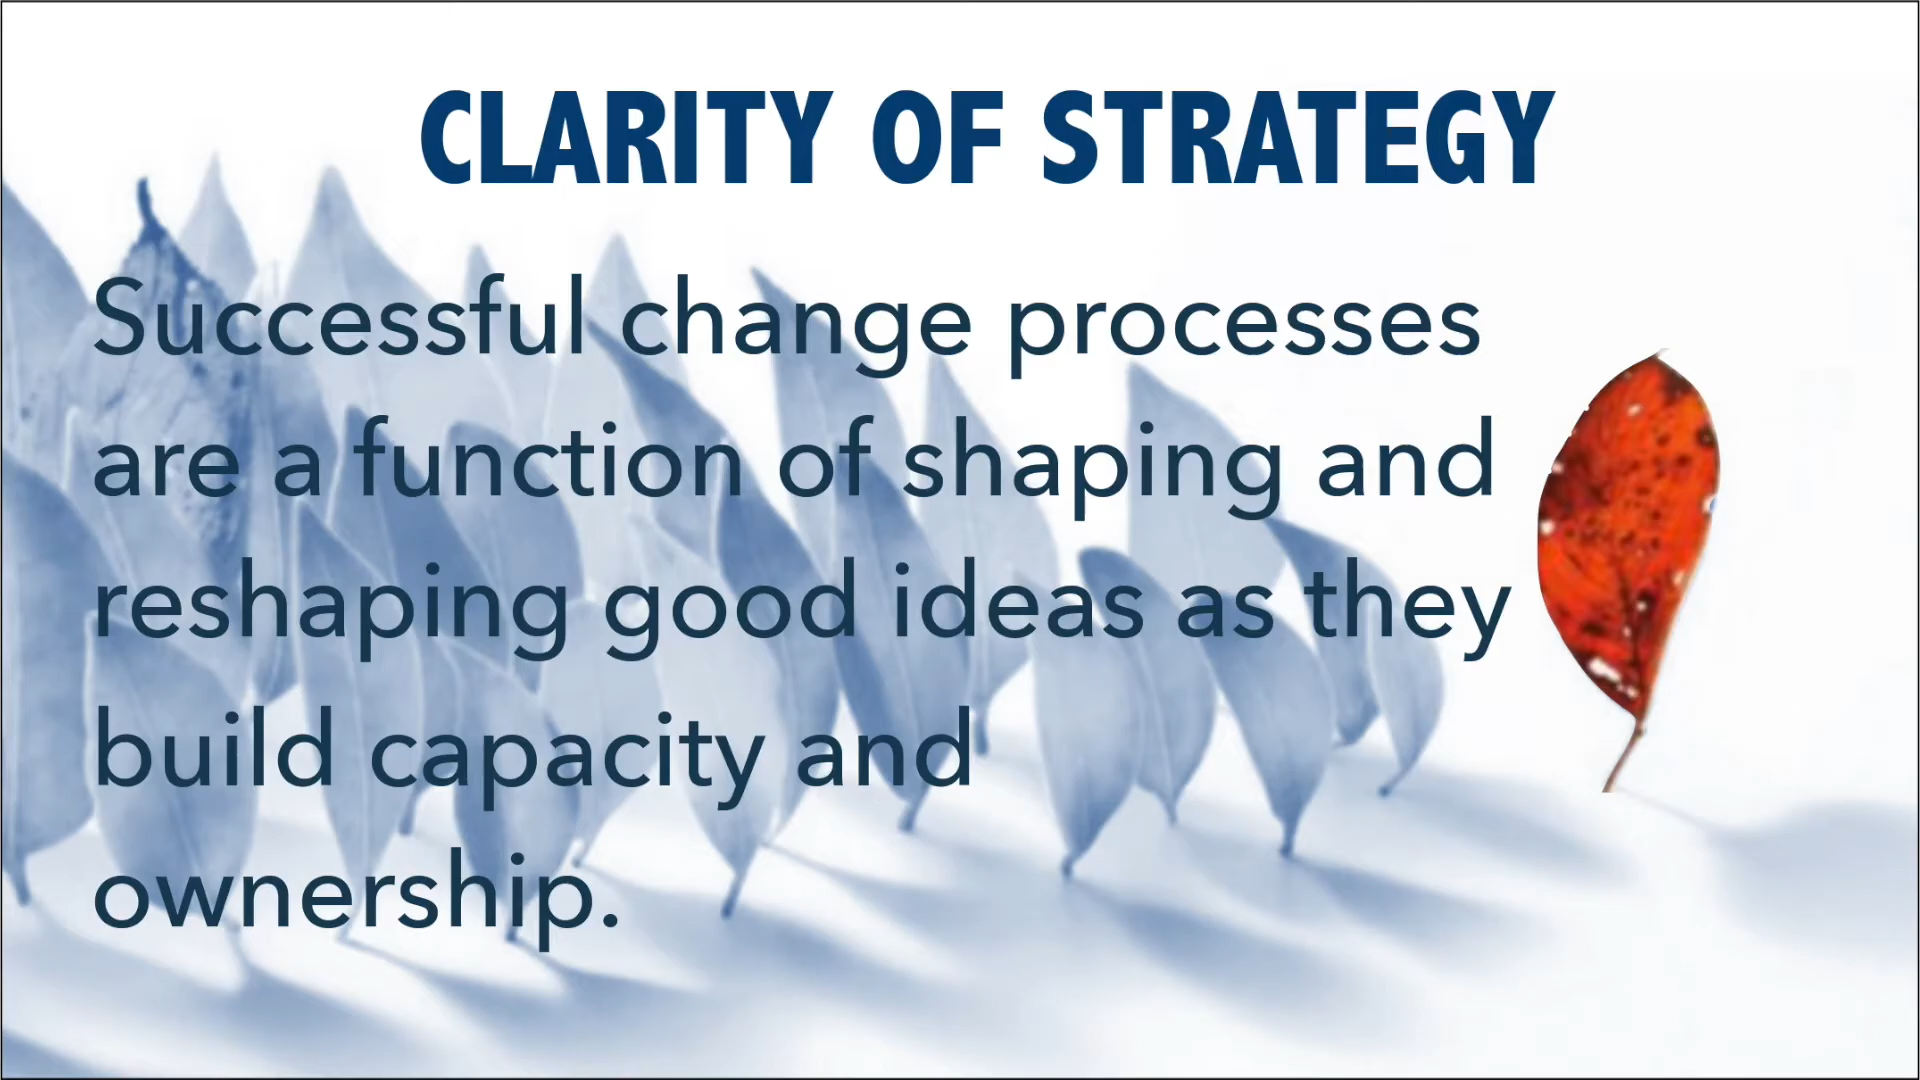 CLARITY OF STRATEGY
Successful change processes
are a function of shaping and
reshaping good ideas as they
build capacity and
ownership.